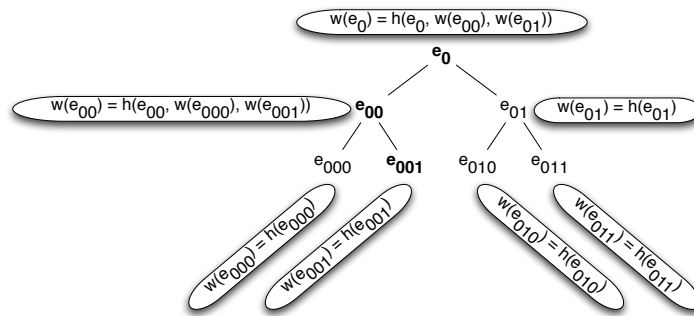 w(e₀) = h(e₀, w(e₀₀), w(e₀₁))
e₀
w(e₀₀) = h(e₀₀, w(e₀₀₀), w(e₀₀₁))
e₀₀
e₀₁
w(e₀₁) = h(e₀₁)
e₀₀₀
e₀₀₁
e₀₁₀
e₀₁₁
w(e₀₀₀) = h(e₀₀₀)
w(e₀₀₁) = h(e₀₀₁)
w(e₀₁₀) = h(e₀₁₀)
w(e₀₁₁) = h(e₀₁₁)